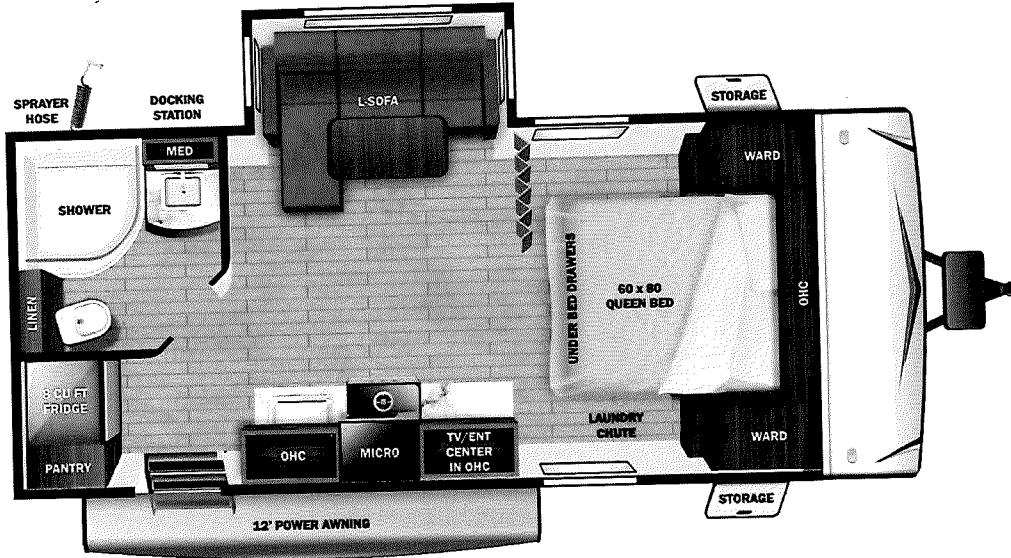 SPRAYER
HOSE
DOCKING
STATION
MED
SHOWER
LINEN
8 CU FT
FRIDGE
PANTRY
L-SOFA
OHC
MICRO
TV/ENT
CENTER
IN OHC
12' POWER AWNING
UNDER BED DRAWERS
60 x 80
QUEEN BED
LAUNDRY
CHUTE
STORAGE
WARD
OHC
WARD
STORAGE